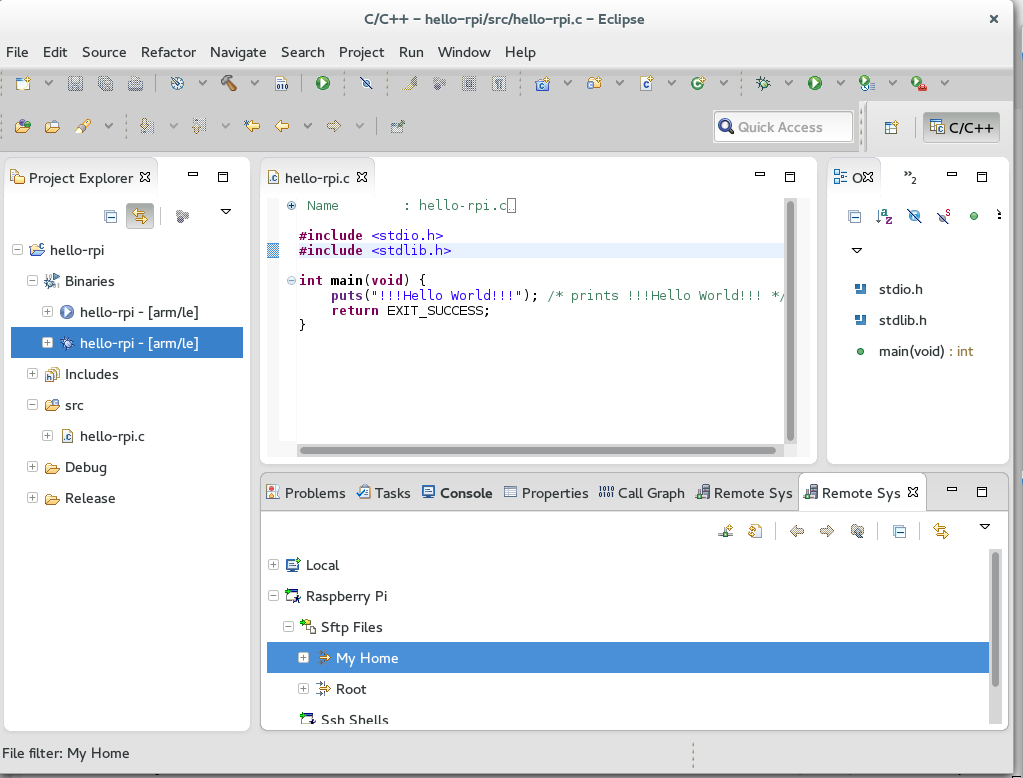 C/C++ – hello-rpi/src/hello-rpi.c – Eclipse
File Edit Source Refactor Navigate Search Project Run Window Help
010
Quick Access
C/C++
Project Explorer
hello-rpi
Binaries
hello-rpi - [arm/le]
hello-rpi - [arm/le]
Includes
src
hello-rpi.c
Debug
Release
hello-rpi.c
Name : hello-rpi.c
#include <stdio.h>
#include <stdlib.h>
int main(void) {
puts("!!!Hello World!!!"); /* prints !!!Hello World!!! */
return EXIT_SUCCESS;
}
O
»2
stdio.h
stdlib.h
main(void) : int
Problems Tasks Console Properties Call Graph Remote Sys Remote Sys
Local
Raspberry Pi
Sftp Files
My Home
Root
Ssh Shells
File filter: My Home